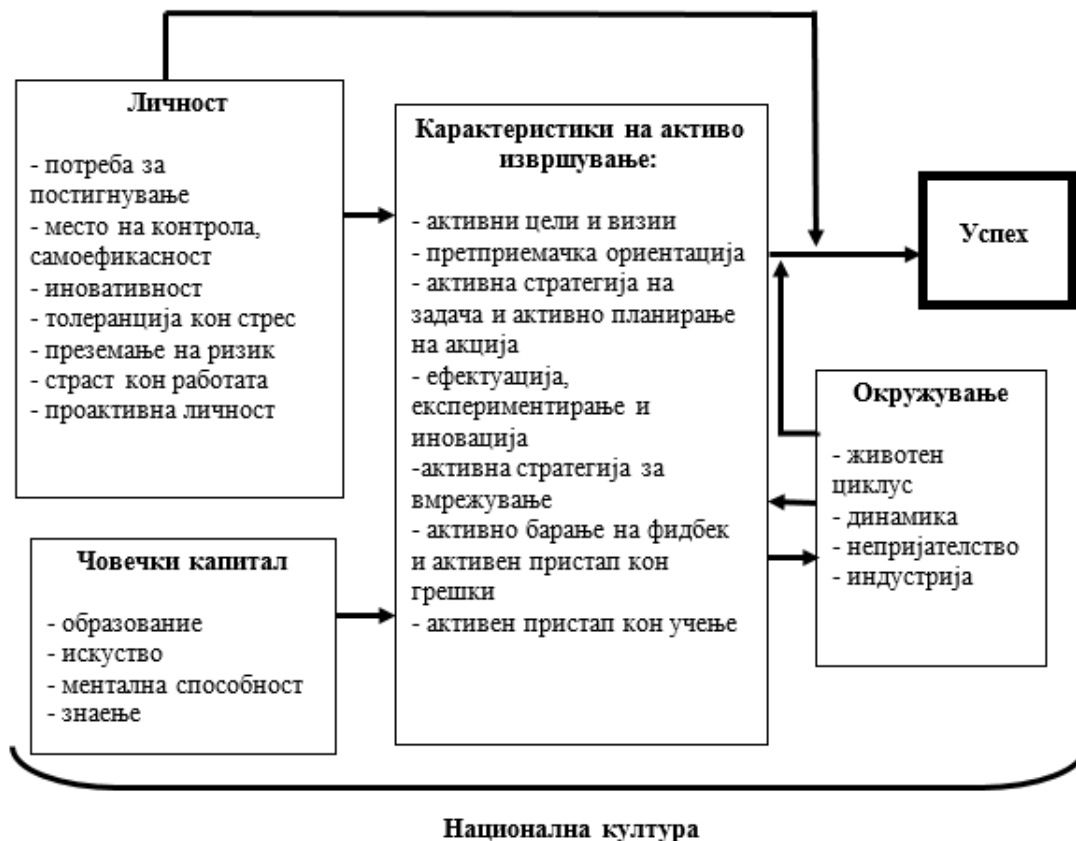 Личност
- потреба за
постигнување
- место на контрола,
самоефикасност
- иновативност
- толеранција кон стрес
- преземање на ризик
- страст кон работата
- проактивна личност
Човечки капитал
- образование
- искуство
- ментална способност
- знаење
Карактеристики на активо
извршување:
- активни цели и визии
- претприемачка ориентација
- активна стратегија на
задача и активно планирање
на акција
- ефектуација,
експериментирање и
иновација
-активна стратегија за
вмрежување
- активно барање на фидбек
и активен пристап кон
грешки
- активен пристап кон учење
Успех
Окружување
- животен
циклус
- динамика
- непријателство
- индустрија
Национална култура